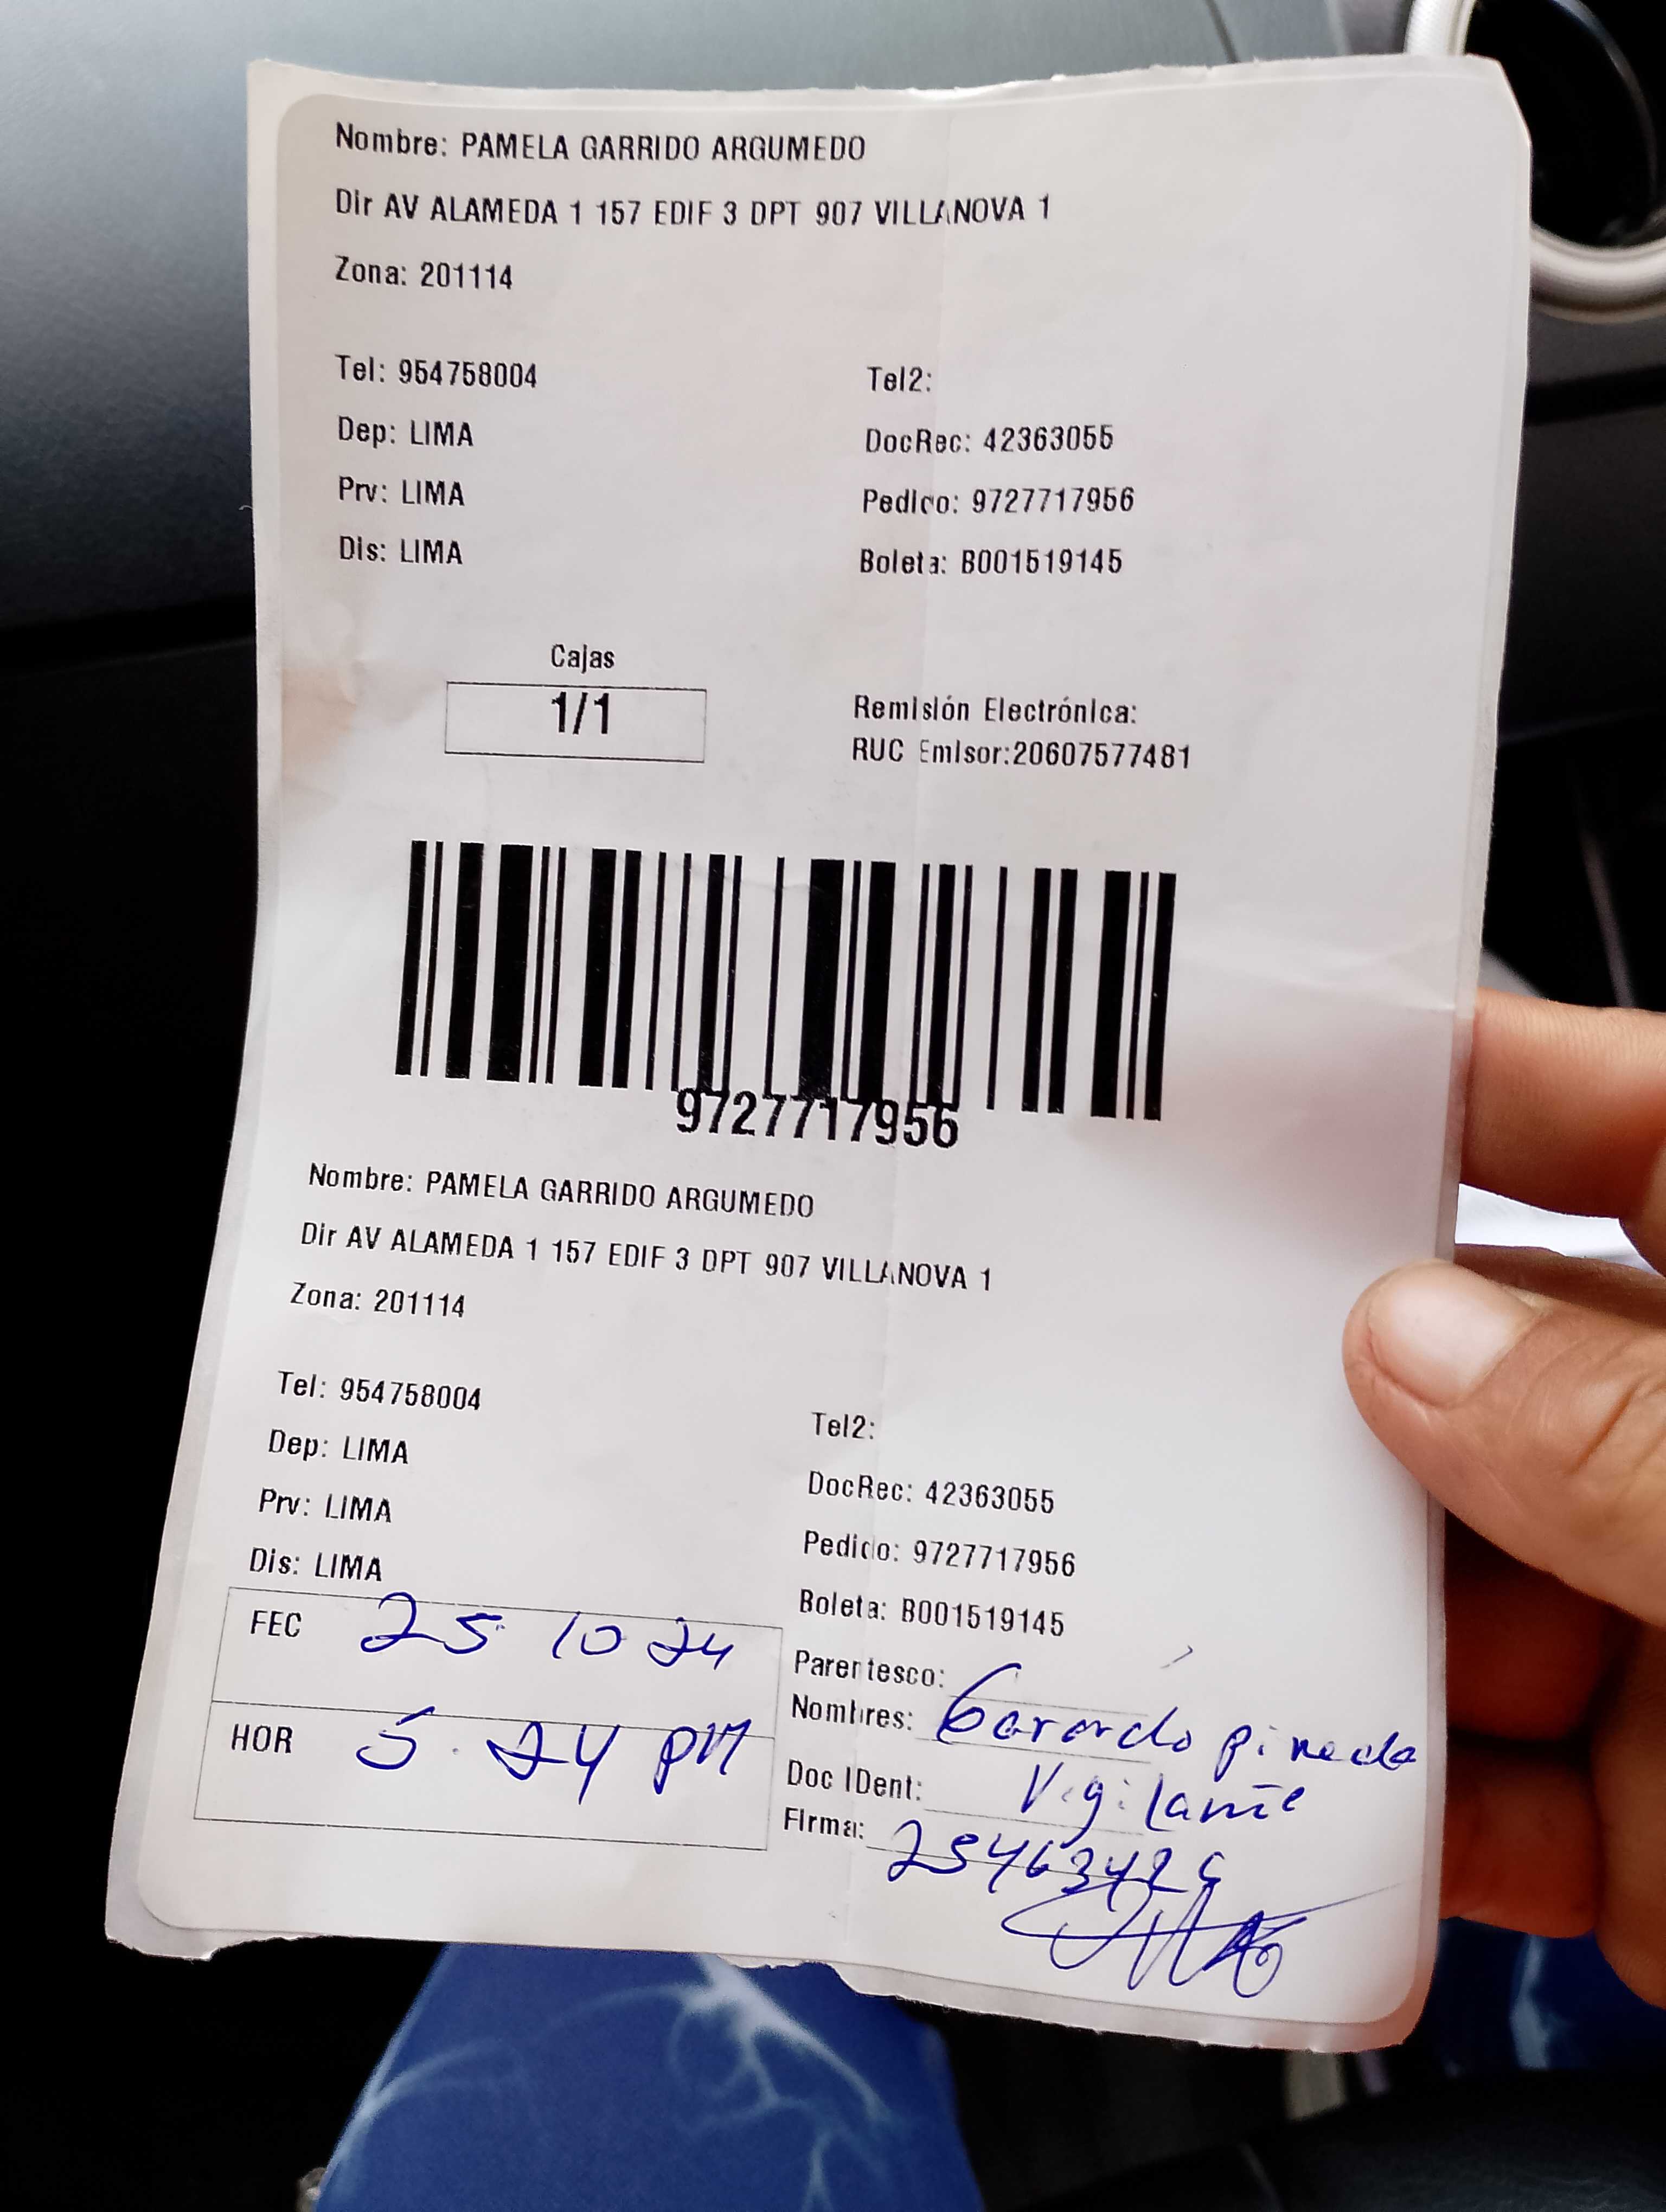 Nombre: PAMELA GARRIDO ARGUMEDO
Dir AV ALAMEDA 1 157 EDIF 3 DPT 907 VILLANOVA 1
Zona: 201114
Tel: 954758004 Tel2:
Dep: LIMA DocRec: 42363055
Prv: LIMA Pedido: 9727717956
Dis: LIMA Boleta: B001519145
Cajas
1/1
Remisión Electrónica:
RUC Emisor:20607577481
9727717956
Nombre: PAMELA GARRIDO ARGUMEDO
Dir AV ALAMEDA 1 157 EDIF 3 DPT 907 VILLANOVA 1
Zona: 201114
Tel: 954758004 Tel2:
Dep: LIMA DocRec: 42363055
Prv: LIMA Pedido: 9727717956
Dis: LIMA Boleta: B001519145
FEC 25 10 24
HOR 5. 24 PM
Parentesco:
Nombres: Gerardo pineda
Doc IDent: Vigilante
Firma: